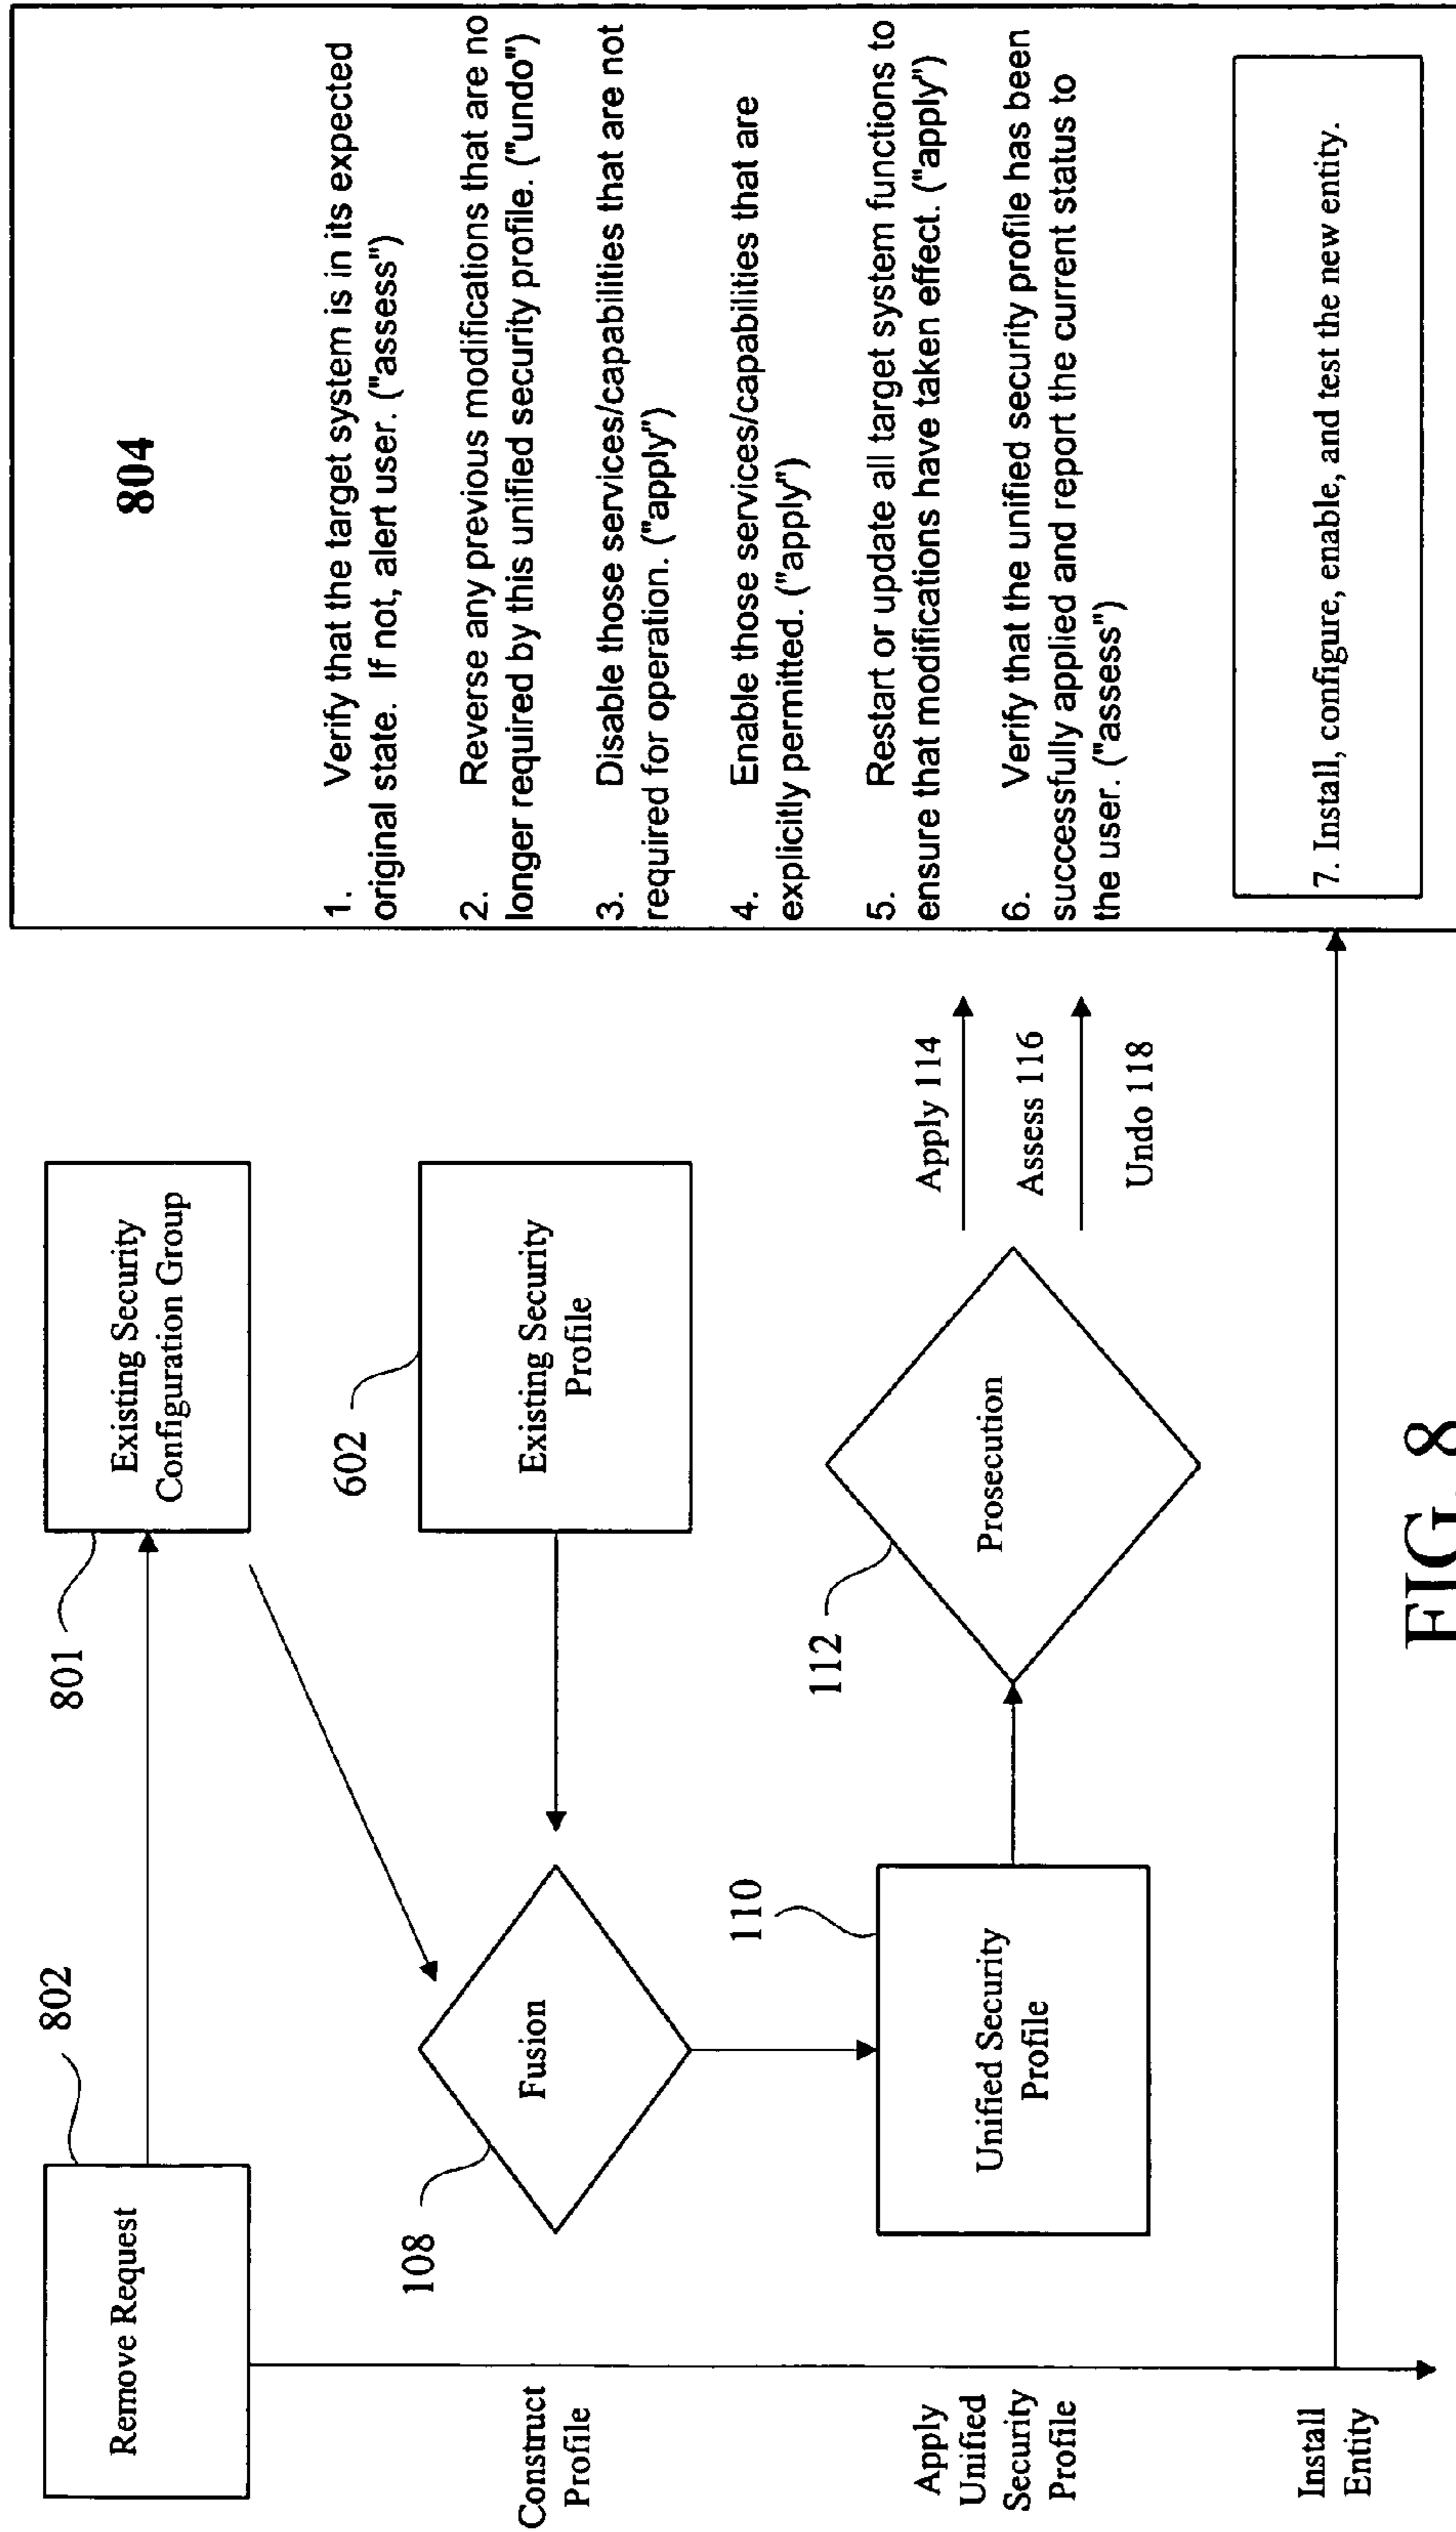 Remove Request
802
801
Existing Security
Configuration Group
Construct
Profile
108
Fusion
602
Existing Security
Profile
Apply
Unified
Security
Profile
110
Unified Security
Profile
112
Prosecution
Apply 114
Assess 116
Undo 118
Install
Entity
804
1. Verify that the target system is in its expected
original state. If not, alert user. ("assess")
2. Reverse any previous modifications that are no
longer required by this unified security profile. ("undo")
3. Disable those services/capabilities that are not
required for operation. ("apply")
4. Enable those services/capabilities that are
explicitly permitted. ("apply")
5. Restart or update all target system functions to
ensure that modifications have taken effect. ("apply")
6. Verify that the unified security profile has been
successfully applied and report the current status to
the user. ("assess")
7. Install, configure, enable, and test the new entity.
FIG. 8